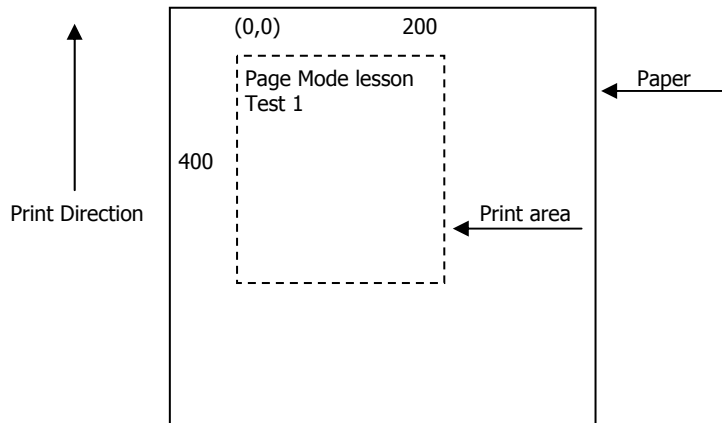 (0,0) 200
Page Mode lesson
Test 1
Paper
400
Print Direction
Print area